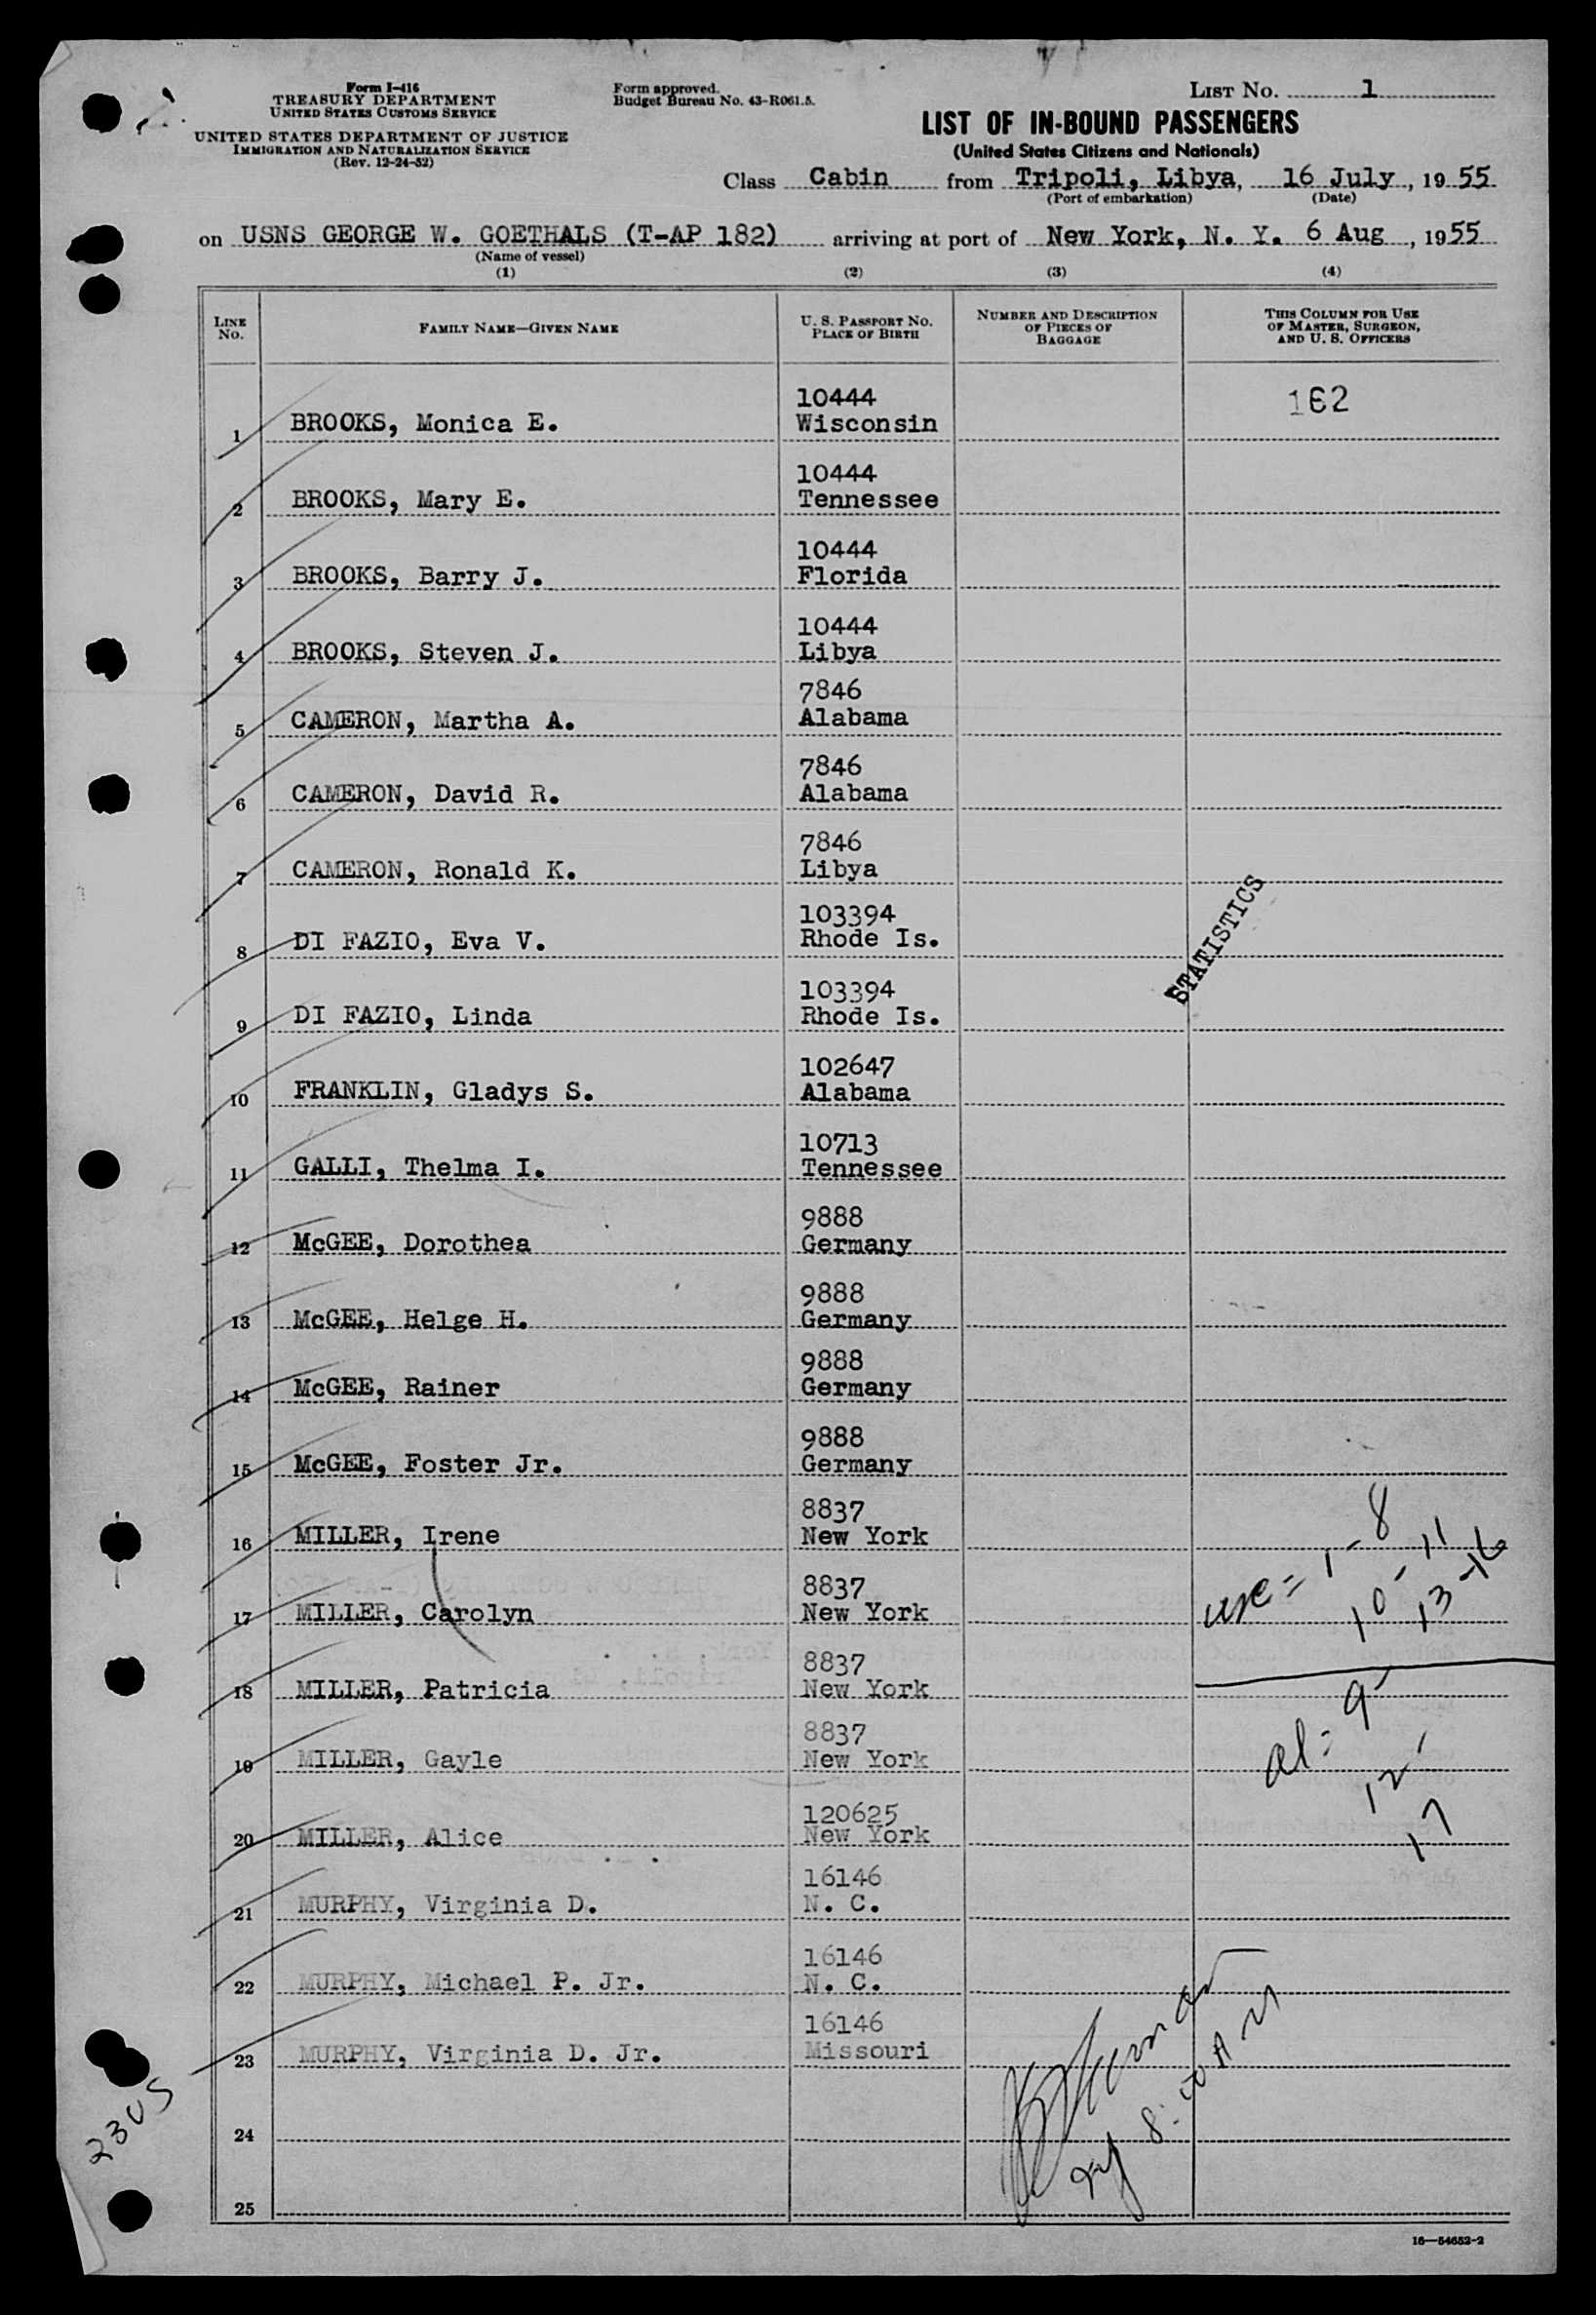 Form I-416
TREASURY DEPARTMENT
UNITED STATES CUSTOMS SERVICE
UNITED STATES DEPARTMENT OF JUSTICE
IMMIGRATION AND NATURALIZATION SERVICE
(Rev. 12-24-52)
Form approved.
Budget Bureau No. 43-R061.5.
LIST No. 1
LIST OF IN-BOUND PASSENGERS
(United States Citizens and Nationals)
Class Cabin from Tripoli, Libya, 16 July, 1955
(Port of embarkation) (Date)
on USNS GEORGE W. GOETHALS (T-AP 182) arriving at port of New York, N. Y. 6 Aug, 1955
(Name of vessel)
(1) (2) (3) (4)
LINE No.
FAMILY NAME—GIVEN NAME
U. S. PASSPORT No.
PLACE OF BIRTH
NUMBER AND DESCRIPTION
OF PIECES OF
BAGGAGE
THIS COLUMN FOR USE
OF MASTER, SURGEON,
AND U. S. OFFICERS
10444 162
1 BROOKS, Monica E. Wisconsin
10444
2 BROOKS, Mary E. Tennessee
10444
3 BROOKS, Barry J. Florida
10444
4 BROOKS, Steven J. Libya
7846
5 CAMERON, Martha A. Alabama
7846
6 CAMERON, David R. Alabama
7846
7 CAMERON, Ronald K. Libya
103394
8 DI FAZIO, Eva V. Rhode Is.
STATISTICS
103394
9 DI FAZIO, Linda Rhode Is.
102647
10 FRANKLIN, Gladys S. Alabama
10713
11 GALLI, Thelma I. Tennessee
9888
12 McGEE, Dorothea Germany
9888
13 McGEE, Helge H. Germany
9888
14 McGEE, Rainer Germany
9888
15 McGEE, Foster Jr. Germany
8837
16 MILLER, Irene New York
8837
17 MILLER, Carolyn New York
usc = 1-8
10-11
13-16
8837
18 MILLER, Patricia New York
8837
19 MILLER, Gayle New York
al = 9
12
17
120625
20 MILLER, Alice New York
16146
21 MURPHY, Virginia D. N. C.
16146
22 MURPHY, Michael P. Jr. N. C.
16146
23 MURPHY, Virginia D. Jr. Missouri
8:00 AM
24
25
23US
16—54652-2